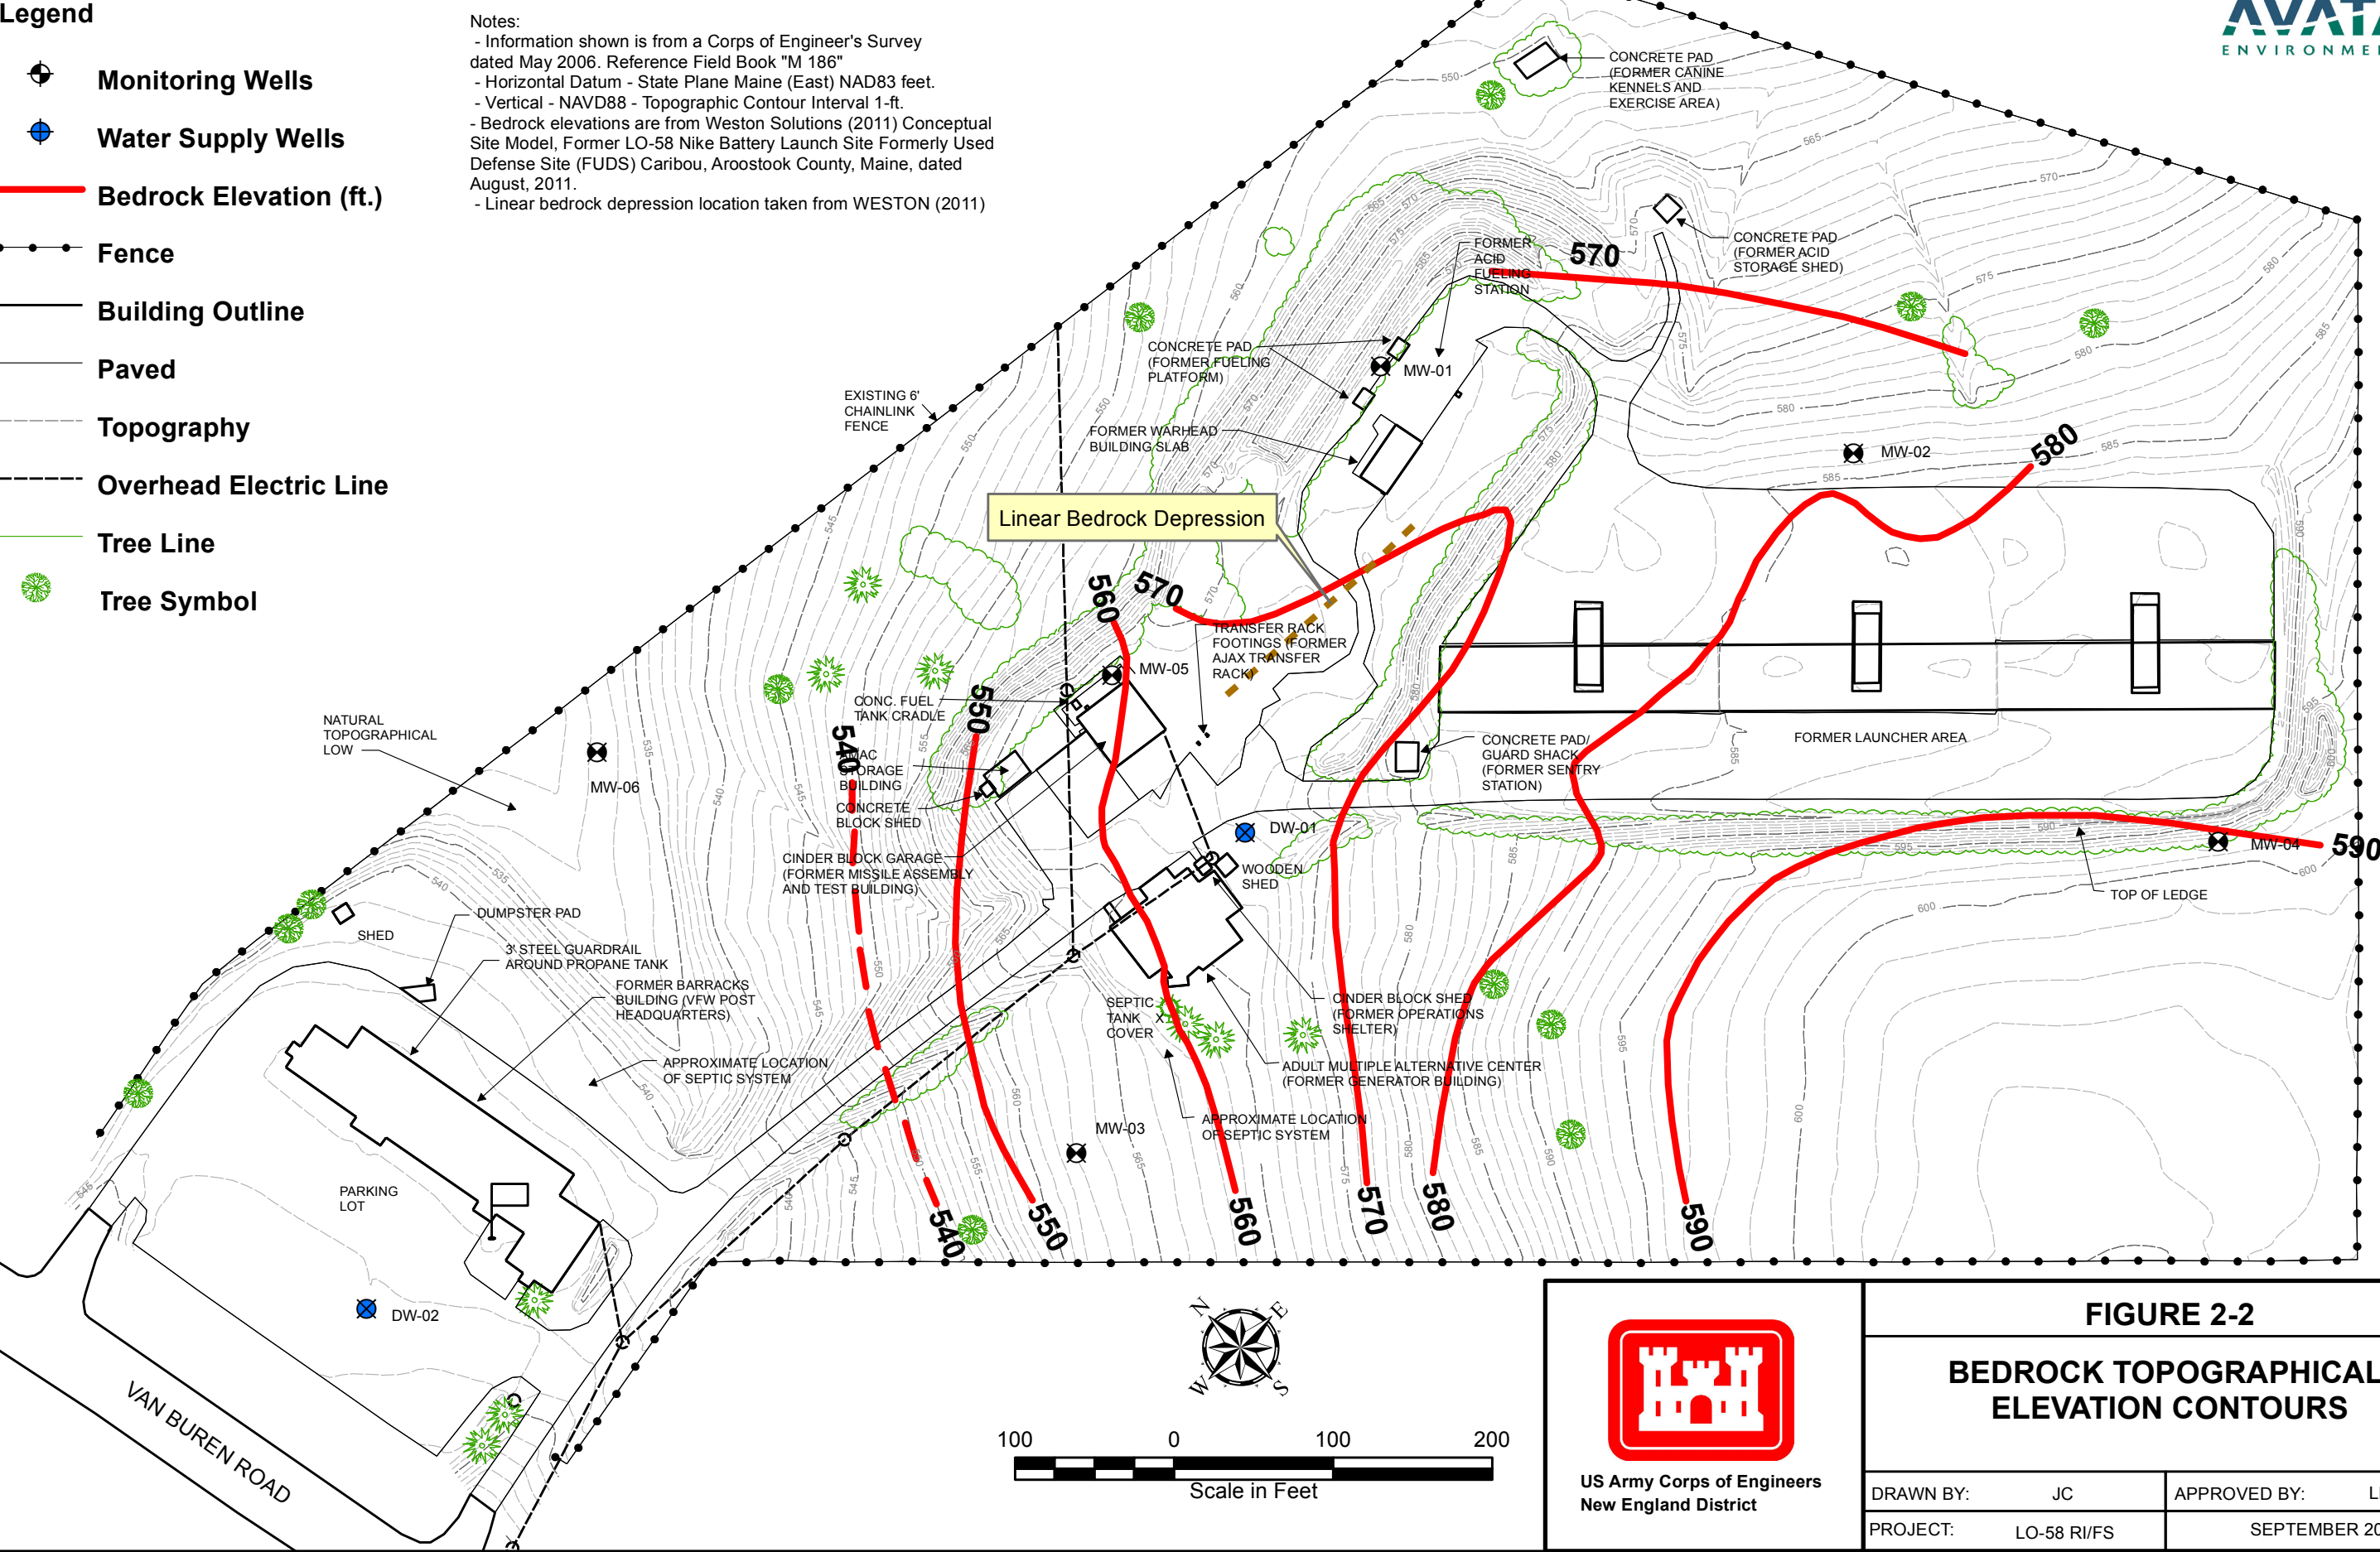 Legend
Monitoring Wells
Water Supply Wells
Bedrock Elevation (ft.)
Fence
Building Outline
Paved
Topography
Overhead Electric Line
Tree Line
Tree Symbol
Notes:
- Information shown is from a Corps of Engineer's Survey
dated May 2006. Reference Field Book "M 186"
- Horizontal Datum - State Plane Maine (East) NAD83 feet.
- Vertical - NAVD88 - Topographic Contour Interval 1-ft.
- Bedrock elevations are from Weston Solutions (2011) Conceptual
Site Model, Former LO-58 Nike Battery Launch Site Formerly Used
Defense Site (FUDS) Caribou, Aroostook County, Maine, dated
August, 2011.
- Linear bedrock depression location taken from WESTON (2011)
CONCRETE PAD
(FORMER CANINE
KENNELS AND
EXERCISE AREA)
CONCRETE PAD
(FORMER ACID
STORAGE SHED)
FORMER
ACID
FUELING
STATION
570
CONCRETE PAD
(FORMER FUELING
PLATFORM)
MW-01
EXISTING 6'
CHAINLINK
FENCE
FORMER WARHEAD
BUILDING SLAB
MW-02
580
Linear Bedrock Depression
560
570
TRANSFER RACK
FOOTINGS (FORMER
AJAX TRANSFER
RACK)
MW-05
CONC. FUEL
TANK CRADLE
550
540
NATURAL
TOPOGRAPHICAL
LOW
MW-06
STORAGE
BUILDING
CONCRETE
BLOCK SHED
CONCRETE PAD/
GUARD SHACK
(FORMER SENTRY
STATION)
FORMER LAUNCHER AREA
DW-01
CINDER BLOCK GARAGE
(FORMER MISSILE ASSEMBLY
AND TEST BUILDING)
WOODEN
SHED
MW-04
590
TOP OF LEDGE
DUMPSTER PAD
SHED
3' STEEL GUARDRAIL
AROUND PROPANE TANK
FORMER BARRACKS
BUILDING (VFW POST
HEADQUARTERS)
SEPTIC
TANK X
COVER
CINDER BLOCK SHED
(FORMER OPERATIONS
SHELTER)
APPROXIMATE LOCATION
OF SEPTIC SYSTEM
ADULT MULTIPLE ALTERNATIVE CENTER
(FORMER GENERATOR BUILDING)
MW-03
APPROXIMATE LOCATION
OF SEPTIC SYSTEM
PARKING
LOT
540
550
560
570
580
590
DW-02
VAN BUREN ROAD
N
E
W
S
100 0 100 200
Scale in Feet
US Army Corps of Engineers
New England District
FIGURE 2-2
BEDROCK TOPOGRAPHICAL
ELEVATION CONTOURS
DRAWN BY: JC
APPROVED BY:
PROJECT: LO-58 RI/FS
SEPTEMBER